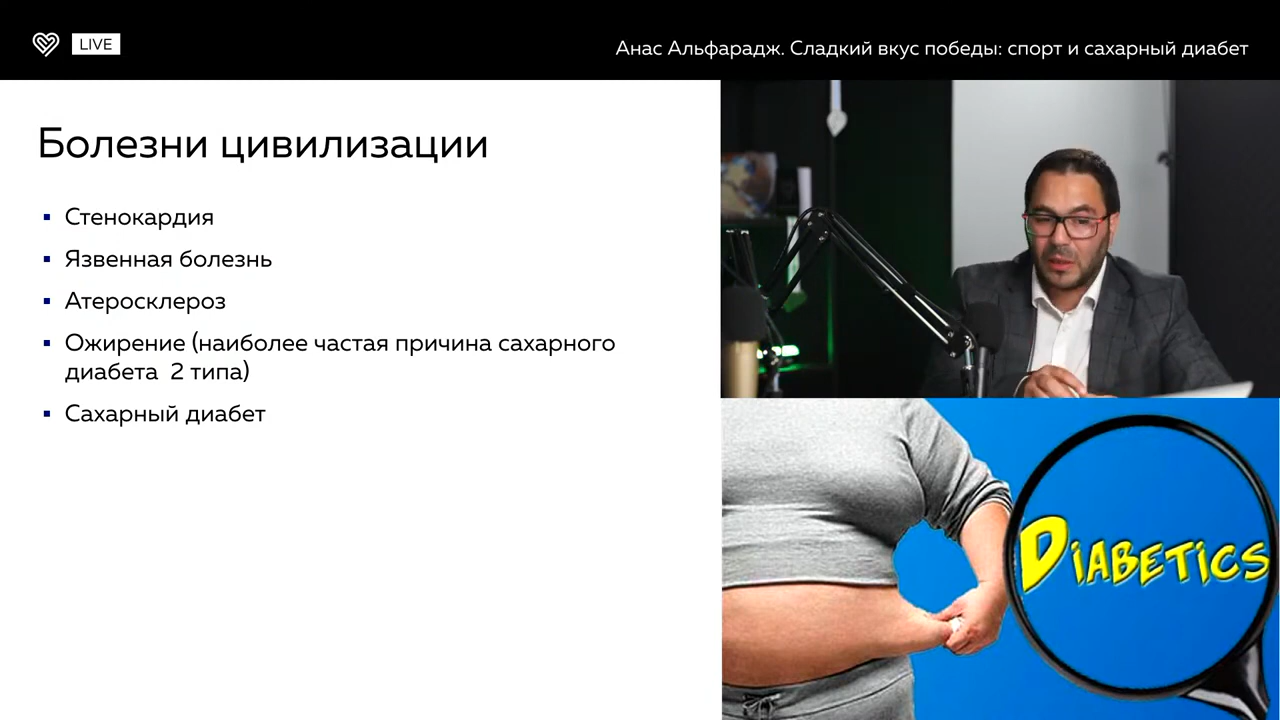 LIVE
Анас Альфарадж. Сладкий вкус победы: спорт и сахарный диабет
Болезни цивилизации
▪ Стенокардия
▪ Язвенная болезнь
▪ Атеросклероз
▪ Ожирение (наиболее частая причина сахарного
диабета 2 типа)
▪ Сахарный диабет
DIABETICS